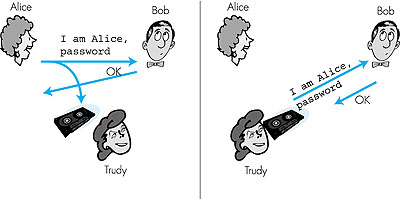 Alice
Bob
I am Alice,
password
OK
Trudy
Alice
Bob
I am Alice,
password
OK
Trudy